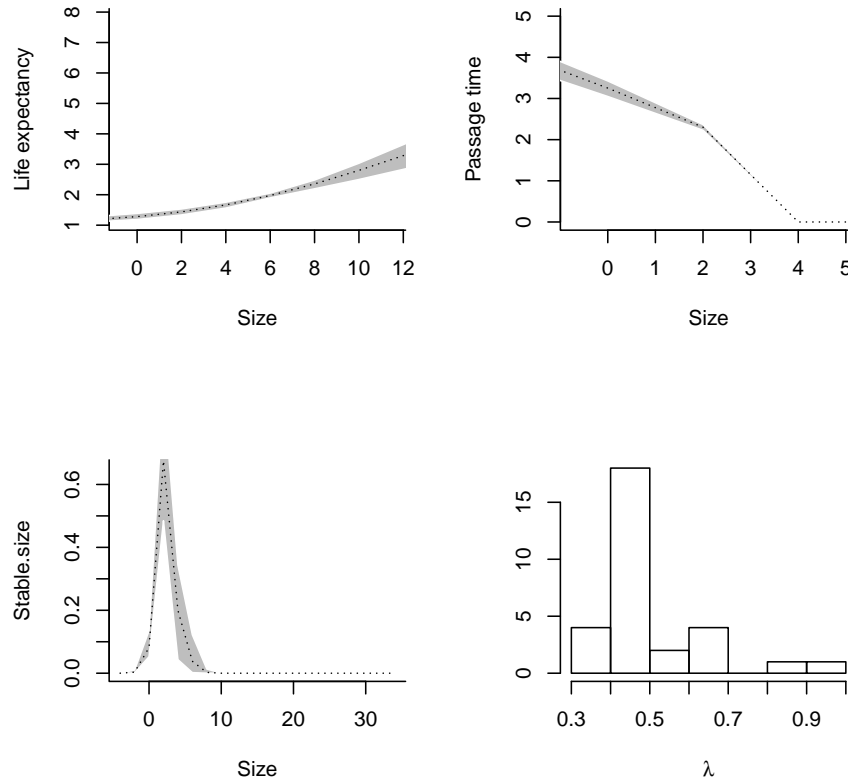 Life expectancy
1 2 3 4 5 6 7 8
0 2 4 6 8 10 12
Size
Passage time
0 1 2 3 4 5
0 1 2 3 4 5
Size
Stable.size
0.0 0.2 0.4 0.6
0 10 20 30
Size
0 5 15
0.3 0.5 0.7 0.9
λ